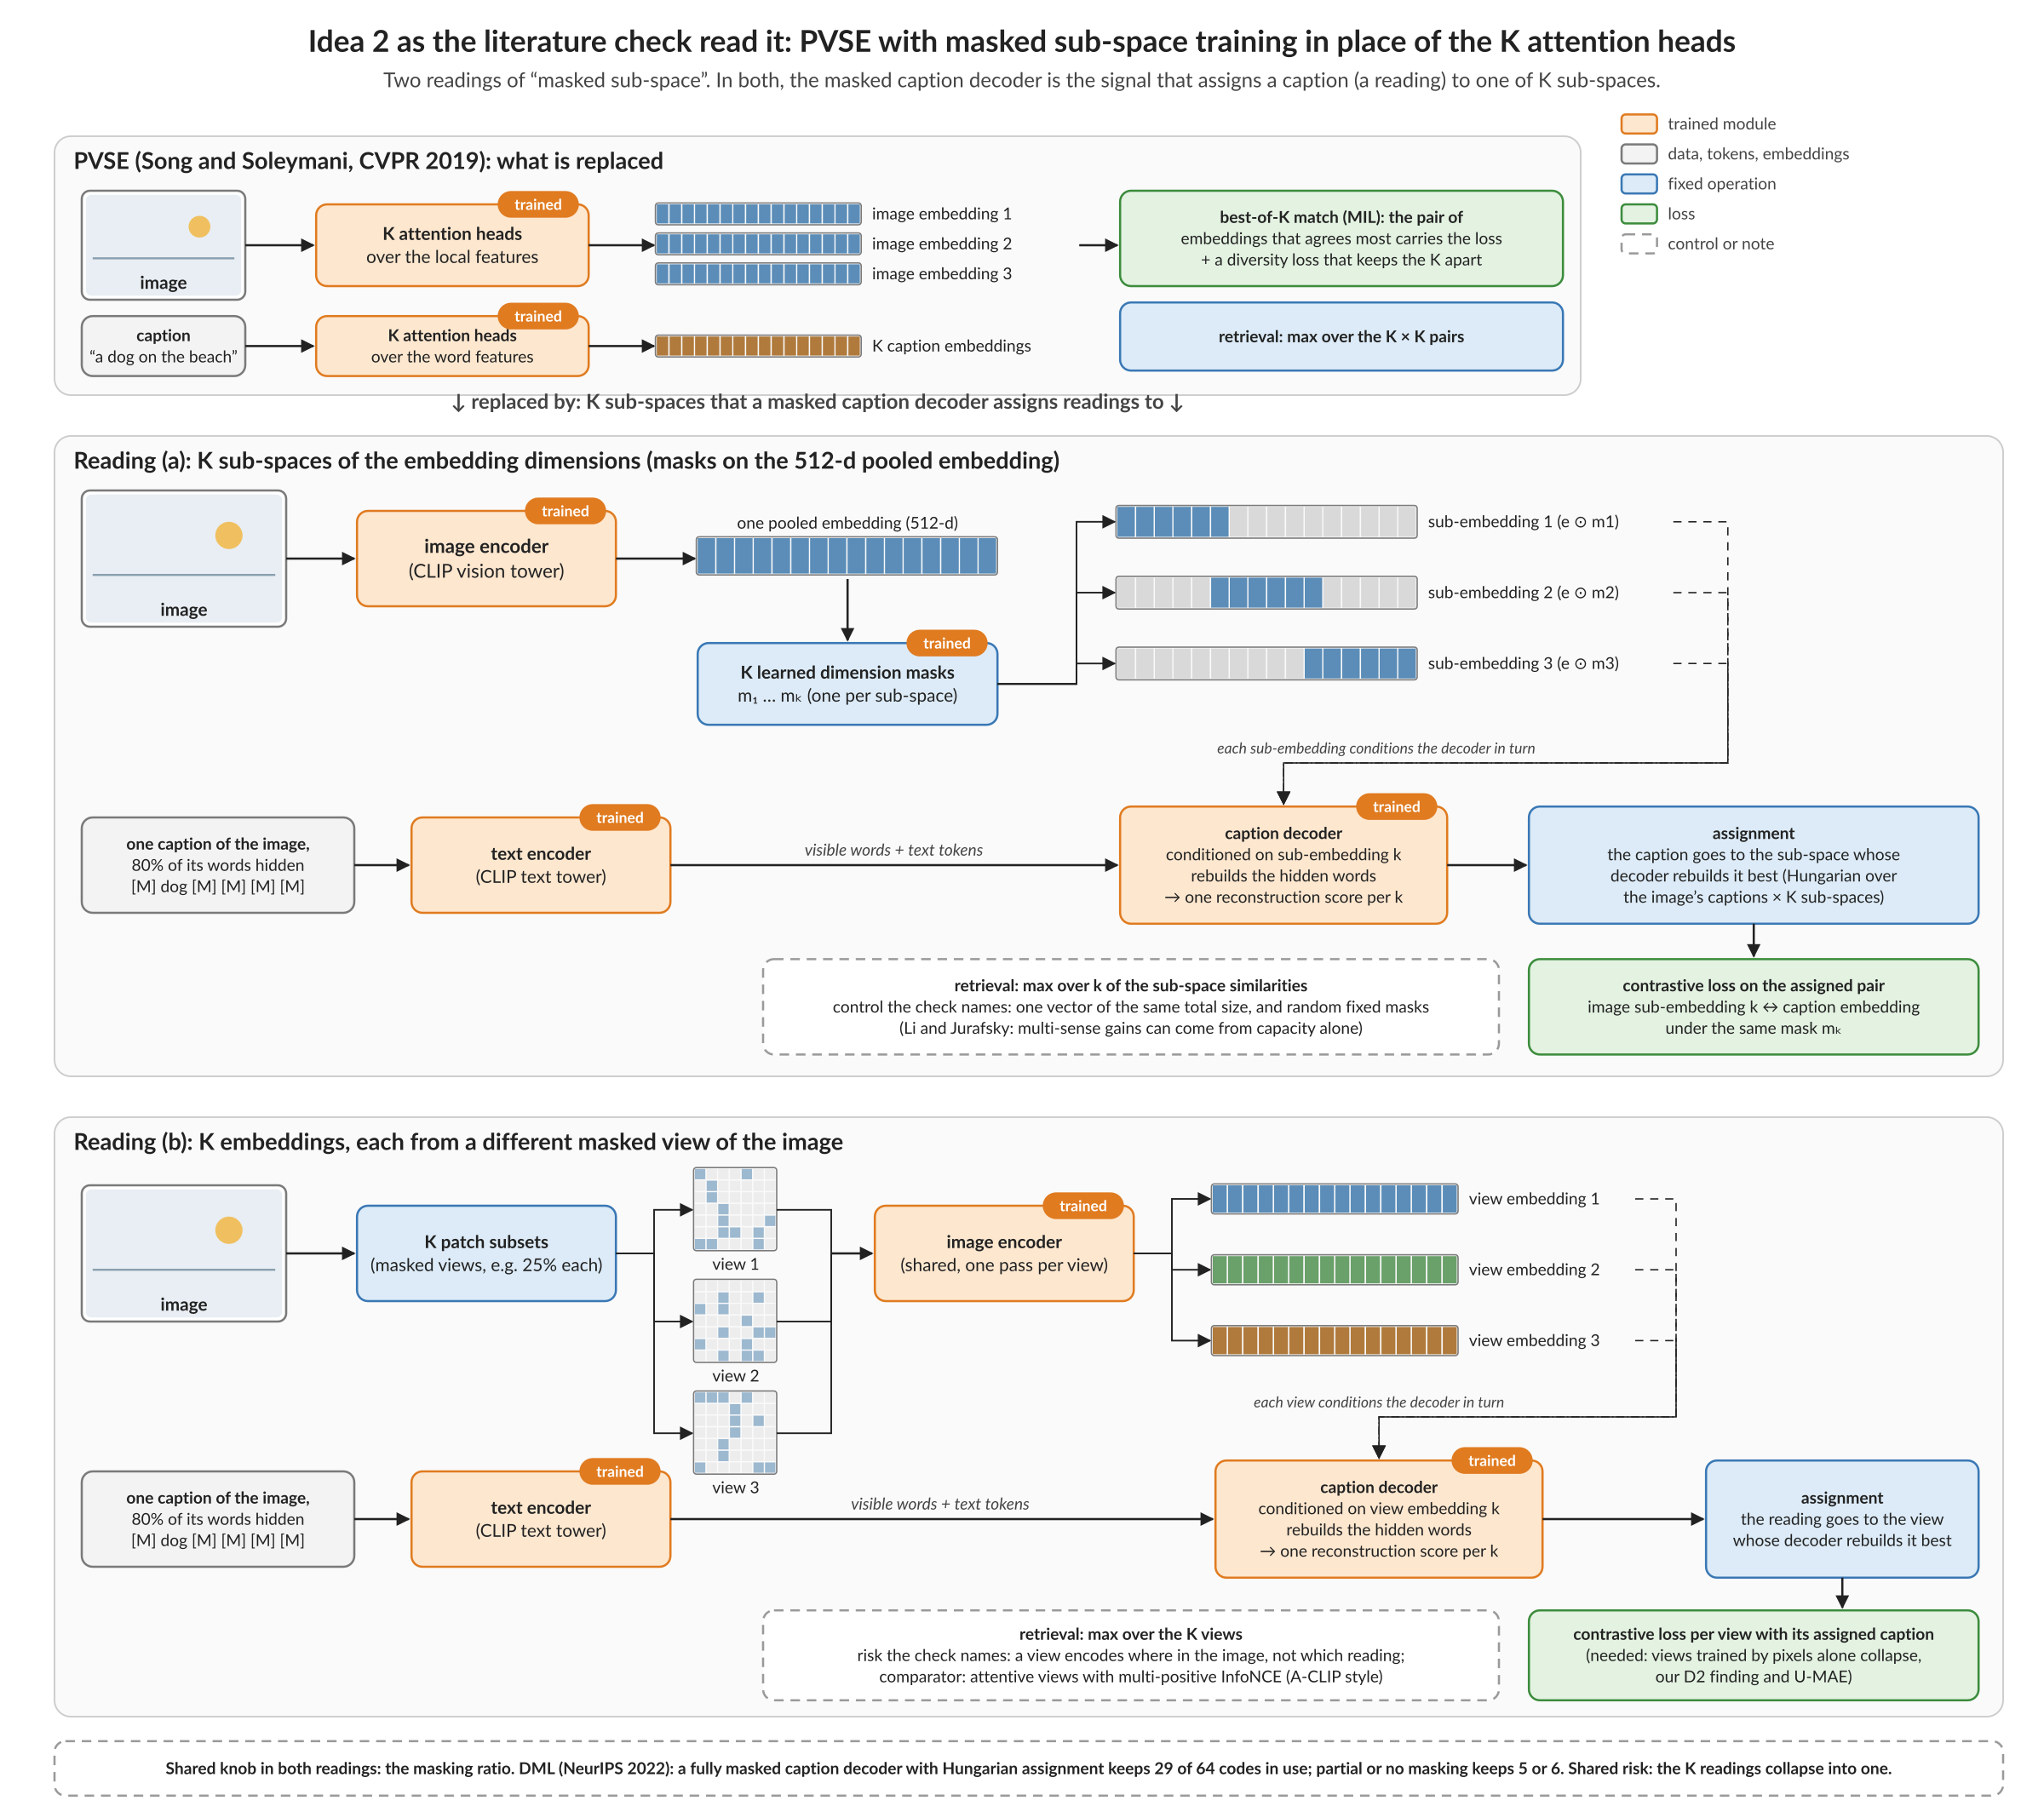 Idea 2 as the literature check read it: PVSE with masked sub-space training in place of the K attention heads
Two readings of “masked sub-space”. In both, the masked caption decoder is the signal that assigns a caption (a reading) to one of K sub-spaces.
trained module
data, tokens, embeddings
fixed operation
loss
control or note
PVSE (Song and Soleymani, CVPR 2019): what is replaced
image
trained
K attention heads
over the local features
image embedding 1
image embedding 2
image embedding 3
best-of-K match (MIL): the pair of
embeddings that agrees most carries the loss
+ a diversity loss that keeps the K apart
caption
“a dog on the beach”
trained
K attention heads
over the word features
K caption embeddings
retrieval: max over the K × K pairs
↓ replaced by: K sub-spaces that a masked caption decoder assigns readings to ↓
Reading (a): K sub-spaces of the embedding dimensions (masks on the 512-d pooled embedding)
image
trained
image encoder
(CLIP vision tower)
one pooled embedding (512-d)
trained
K learned dimension masks
m₁ … mₖ (one per sub-space)
sub-embedding 1 (e ⊙ m1)
sub-embedding 2 (e ⊙ m2)
sub-embedding 3 (e ⊙ m3)
each sub-embedding conditions the decoder in turn
one caption of the image,
80% of its words hidden
[M] dog [M] [M] [M] [M]
trained
text encoder
(CLIP text tower)
visible words + text tokens
trained
caption decoder
conditioned on sub-embedding k
rebuilds the hidden words
→ one reconstruction score per k
assignment
the caption goes to the sub-space whose
decoder rebuilds it best (Hungarian over
the image’s captions × K sub-spaces)
retrieval: max over k of the sub-space similarities
control the check names: one vector of the same total size, and random fixed masks
(Li and Jurafsky: multi-sense gains can come from capacity alone)
contrastive loss on the assigned pair
image sub-embedding k ↔ caption embedding
under the same mask mₖ
Reading (b): K embeddings, each from a different masked view of the image
image
K patch subsets
(masked views, e.g. 25% each)
view 1
view 2
view 3
trained
image encoder
(shared, one pass per view)
view embedding 1
view embedding 2
view embedding 3
each view conditions the decoder in turn
one caption of the image,
80% of its words hidden
[M] dog [M] [M] [M] [M]
trained
text encoder
(CLIP text tower)
visible words + text tokens
trained
caption decoder
conditioned on view embedding k
rebuilds the hidden words
→ one reconstruction score per k
assignment
the reading goes to the view
whose decoder rebuilds it best
retrieval: max over the K views
risk the check names: a view encodes where in the image, not which reading;
comparator: attentive views with multi-positive InfoNCE (A-CLIP style)
contrastive loss per view with its assigned caption
(needed: views trained by pixels alone collapse,
our D2 finding and U-MAE)
Shared knob in both readings: the masking ratio. DML (NeurIPS 2022): a fully masked caption decoder with Hungarian assignment keeps 29 of 64 codes in use; partial or no masking keeps 5 or 6. Shared risk: the K readings collapse into one.